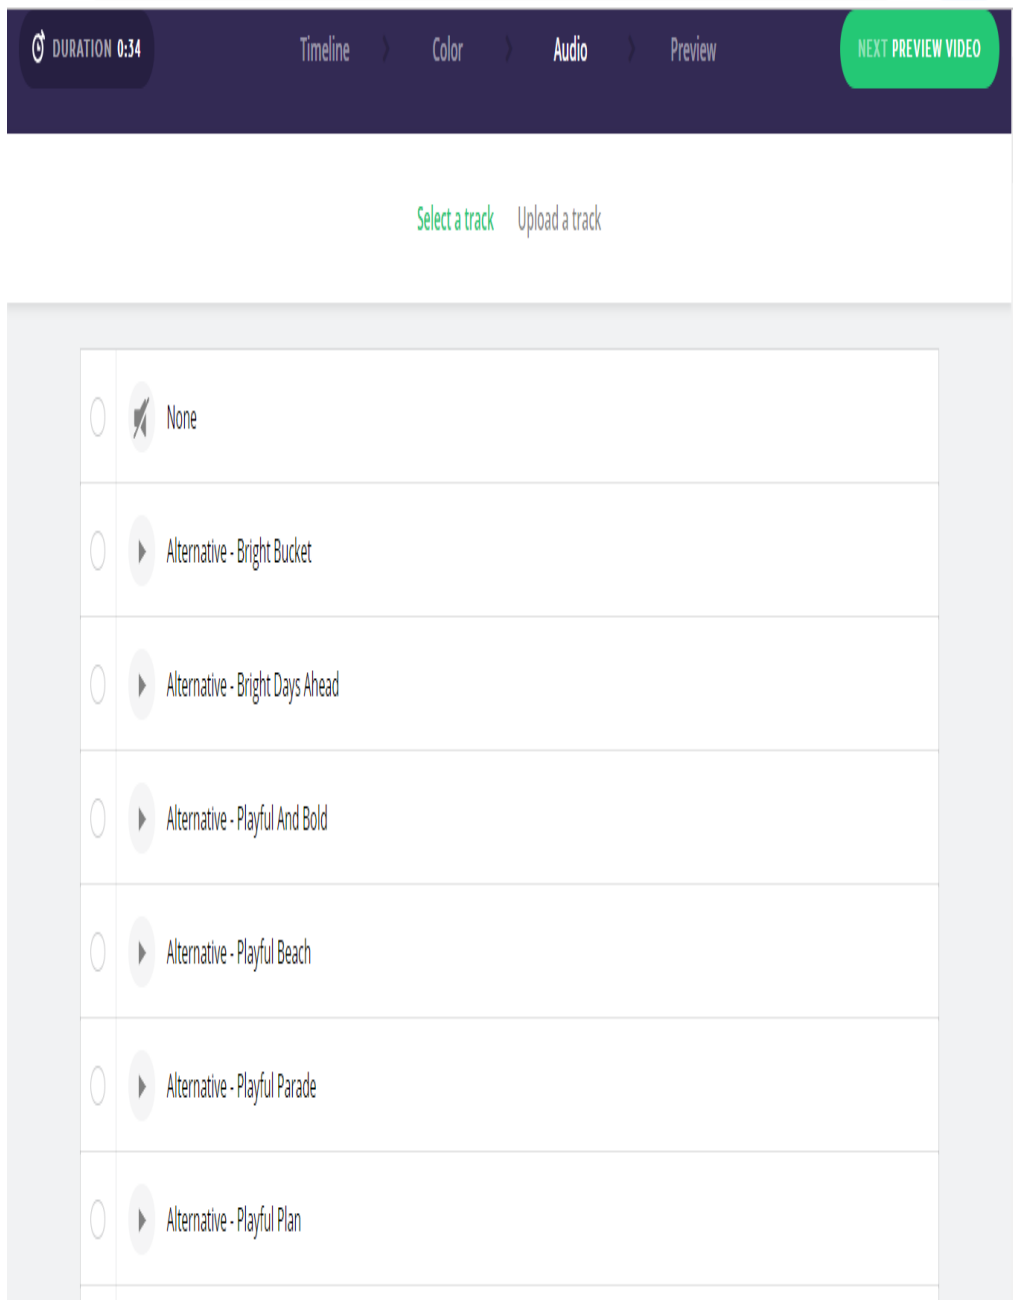 DURATION 0:34 Timeline Color Audio Preview NEXT PREVIEW VIDEO
Select a track Upload a track
None
Alternative - Bright Bucket
Alternative - Bright Days Ahead
Alternative - Playful And Bold
Alternative - Playful Beach
Alternative - Playful Parade
Alternative - Playful Plan